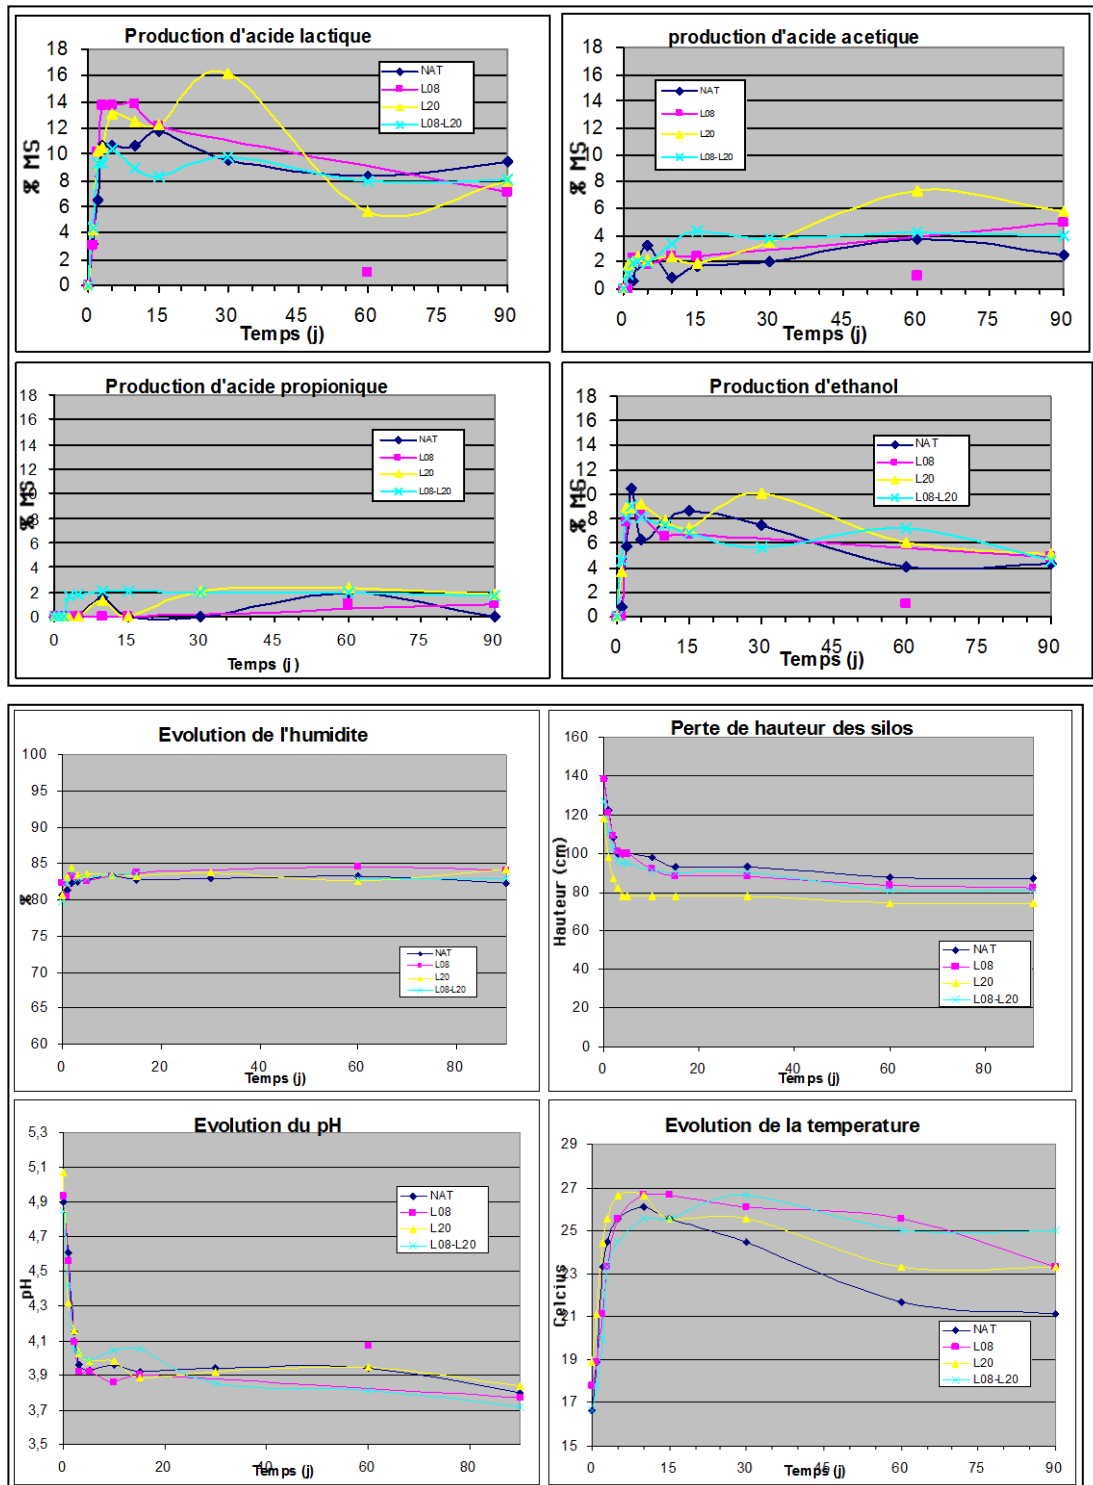 Production d'acide lactique
% MS
18
16
14
12
10
8
6
4
2
0
0 15 30 45 60 75 90
Temps (j)
NAT
L08
L20
L08-L20
production d'acide acetique
% MS
18
16
14
12
10
8
6
4
2
0
0 15 30 45 60 75 90
Temps (j)
NAT
L08
L20
L08-L20
Production d'acide propionique
% MS
18
16
14
12
10
8
6
4
2
0
0 15 30 45 60 75 90
Temps (j)
NAT
L08
L20
L08-L20
Production d'ethanol
% MS
18
16
14
12
10
8
6
4
2
0
0 15 30 45 60 75 90
Temps (j)
NAT
L08
L20
L08-L20
Evolution de l'humidite
%
100
95
90
85
80
75
70
65
60
0 20 40 60 80
Temps (j)
NAT
L08
L20
L08-L20
Perte de hauteur des silos
Hauteur (cm)
160
140
120
100
80
60
40
20
0
0 20 40 60 80
Temps (j)
NAT
L08
L20
L08-L20
Evolution du pH
pH
5,3
5,1
4,9
4,7
4,5
4,3
4,1
3,9
3,7
3,5
0 20 40 60 80
Temps (j)
NAT
L08
L20
L08-L20
Evolution de la temperature
Celcius
29
27
25
23
21
19
17
15
0 15 30 45 60 75 90
Temps (j)
NAT
L08
L20
L08-L20